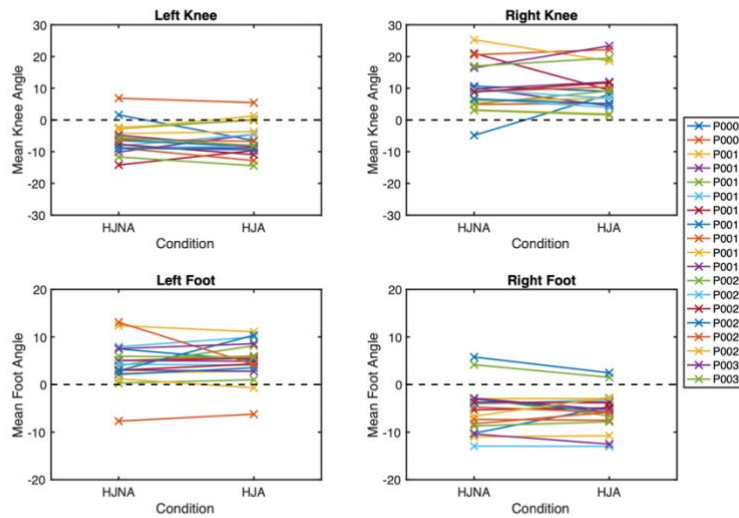 Left Knee
30
20
10
0
-10
-20
-30
Mean Knee Angle
HJNA
HJA
Condition
Right Knee
30
20
10
0
-10
-20
-30
Mean Knee Angle
HJNA
HJA
Condition
Left Foot
20
10
0
-10
-20
Mean Foot Angle
HJNA
HJA
Condition
Right Foot
20
10
0
-10
-20
Mean Foot Angle
HJNA
HJA
Condition
P000
P000
P001
P001
P001
P001
P001
P001
P001
P001
P001
P002
P002
P002
P002
P002
P002
P003
P003